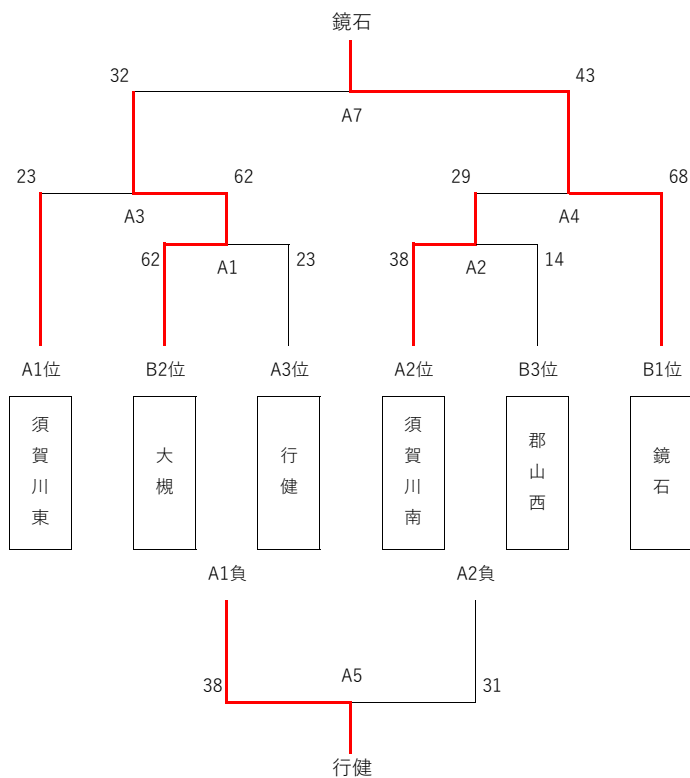 鏡石
32 43
A7
23 62 29 68
A3 A4
62 A1 23 38 A2 14
A1位 B2位 A3位 A2位 B3位 B1位
須賀川東 大槻 行健 須賀川南 郡山西 鏡石
A1負 A2負
A5
38 31
行健